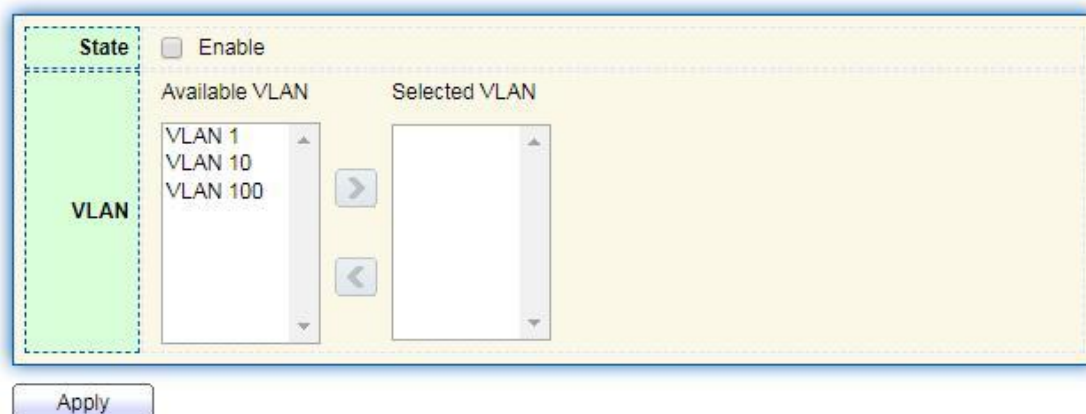 State Enable
Available VLAN Selected VLAN
VLAN 1
VLAN 10
VLAN 100
VLAN
Apply